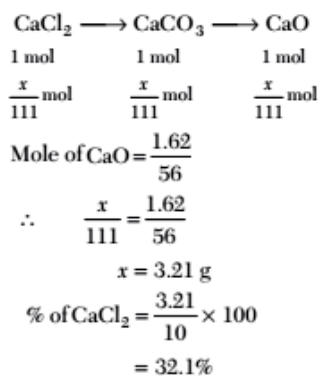 CaCl₂ ⟶ CaCO₃ ⟶ CaO
1 mol 1 mol 1 mol
x/111 mol x/111 mol x/111 mol
Mole of CaO = 1.62/56
∴ x/111 = 1.62/56
x = 3.21 g
% of CaCl₂ = 3.21/10 × 100
= 32.1%